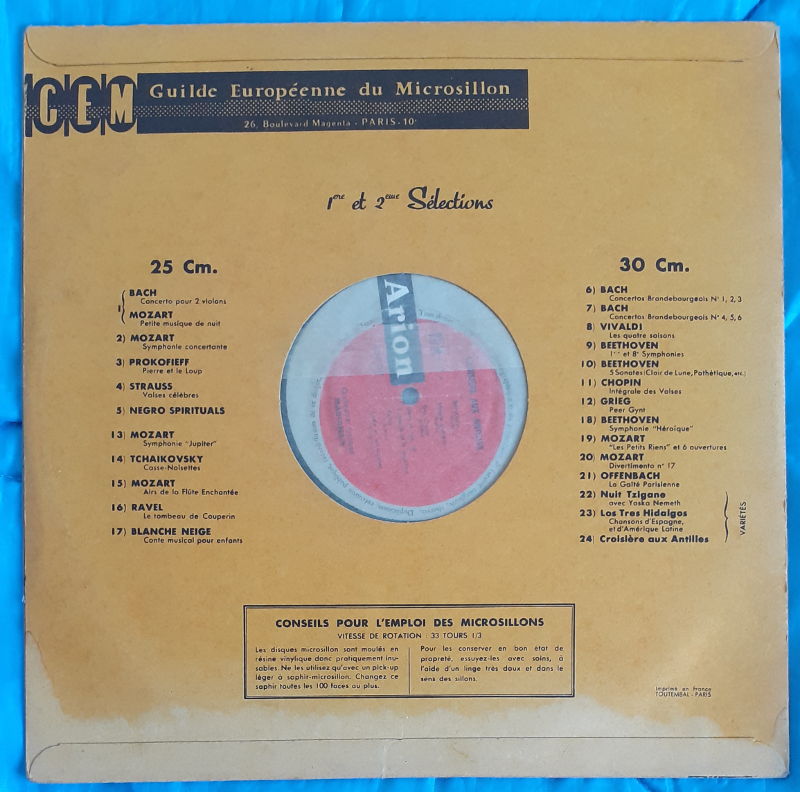 GEM
Guilde Européenne du Microsillon
26, Boulevard Magenta - PARIS-10e
1ere et 2eme Sélections
25 Cm.
1) BACH
Concerto pour 2 violons
MOZART
Petite musique de nuit
2) MOZART
Symphonie concertante
3) PROKOFIEFF
Pierre et le Loup
4) STRAUSS
Valses célèbres
5) NEGRO SPIRITUALS
13) MOZART
Symphonie "Jupiter"
14) TCHAIKOVSKY
Casse-Noisettes
15) MOZART
Airs de la Flûte Enchantée
16) RAVEL
Le tombeau de Couperin
17) BLANCHE NEIGE
Conte musical pour enfants
Arion
30 Cm.
6) BACH
Concertos Brandebourgeois N° 1, 2, 3
7) BACH
Concertos Brandebourgeois N° 4, 5, 6
8) VIVALDI
Les quatre saisons
9) BEETHOVEN
1re et 8e Symphonies
10) BEETHOVEN
5 Sonates (Clair de Lune, Pathétique, etc.)
11) CHOPIN
Intégrale des Valses
12) GRIEG
Peer Gynt
18) BEETHOVEN
Symphonie "Héroïque"
19) MOZART
"Les Petits Riens" et 6 ouvertures
20) MOZART
Divertimento n° 17
21) OFFENBACH
La Gaîté Parisienne
22) Nuit Tzigane
avec Yoska Nemeth
23) Los Tres Hidalgos
Chansons d'Espagne,
et d'Amérique Latine
24) Croisière aux Antilles
VARIÉTÉS
CONSEILS POUR L'EMPLOI DES MICROSILLONS
VITESSE DE ROTATION : 33 TOURS 1/3
Les disques microsillon sont moulés en
résine vinylique donc pratiquement inu-
sables. Ne les utilisez qu'avec un pick-up
léger à saphir-microsillon. Changez ce
saphir toutes les 100 faces au plus.
Pour les conserver en bon état de
propreté, essuyez-les avec soins, à
l'aide d'un linge très doux et dans le
sens des sillons.
Imprimé en France
TOUTEMBAL - PARIS